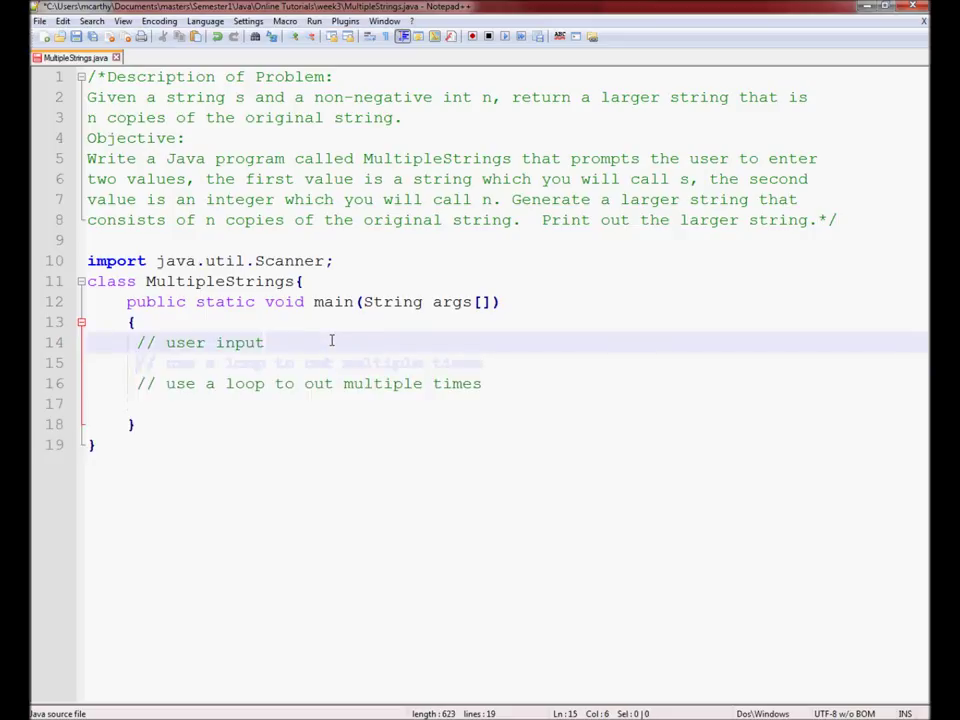 *C:\Users\mcarthy\Documents\masters\Semester1\Java\Online Tutorials\week3\MultipleStrings.java - Notepad++
File Edit Search View Encoding Language Settings Macro Run Plugins Window ? X
MultipleStrings.java
1 /*Description of Problem:
2 Given a string s and a non-negative int n, return a larger string that is
3 n copies of the original string.
4 Objective:
5 Write a Java program called MultipleStrings that prompts the user to enter
6 two values, the first value is a string which you will call s, the second
7 value is an integer which you will call n. Generate a larger string that
8 consists of n copies of the original string.  Print out the larger string.*/
9
10 import java.util.Scanner;
11 class MultipleStrings{
12 public static void main(String args[])
13 {
14 // user input
15 // use a loop to out multiple times
16 // use a loop to out multiple times
17
18 }
19 }
Java source file length : 623 lines : 19 Ln : 15 Col : 6 Sel : 0 | 0 Dos\Windows UTF-8 w/o BOM INS